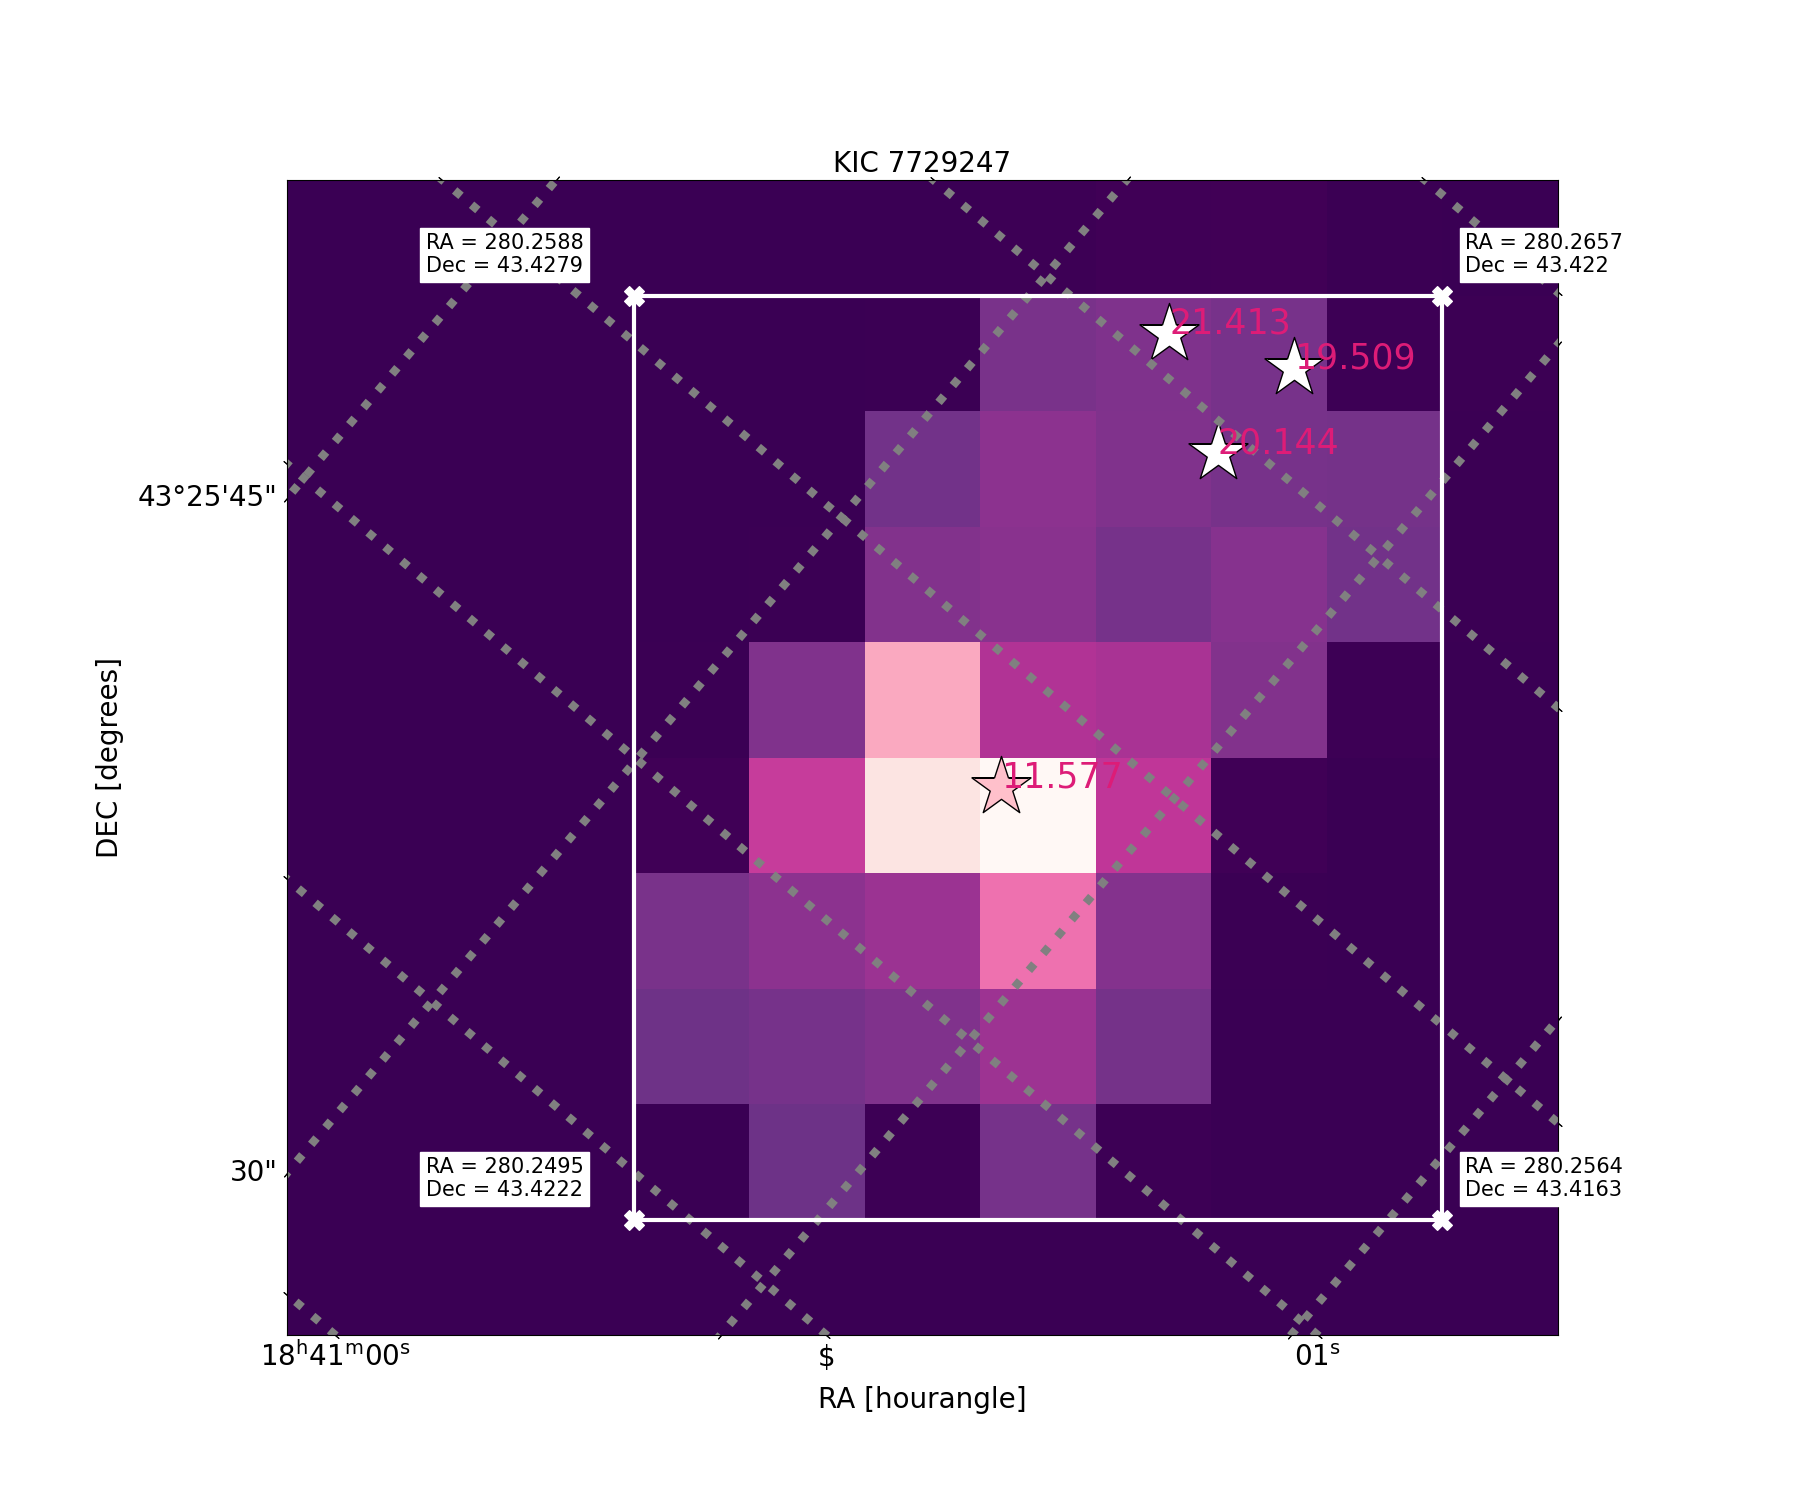 KIC 7729247
RA = 280.2588
Dec = 43.4279
RA = 280.2657
Dec = 43.422
21.413
19.509
20.144
43°25'45"
11.577
DEC [degrees]
30"
RA = 280.2495
Dec = 43.4222
RA = 280.2564
Dec = 43.4163
18h41m00s
$
01s
RA [hourangle]